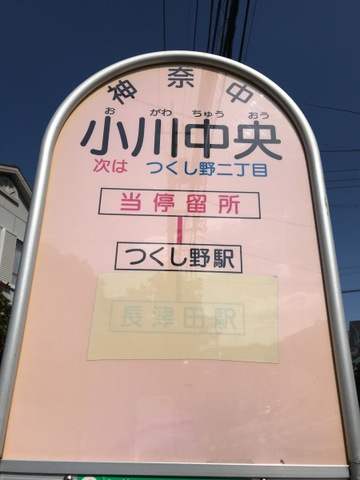 神奈中
お がわ ちゅう おう
小川中央
次は つくし野二丁目
当停留所
つくし野駅
長津田駅